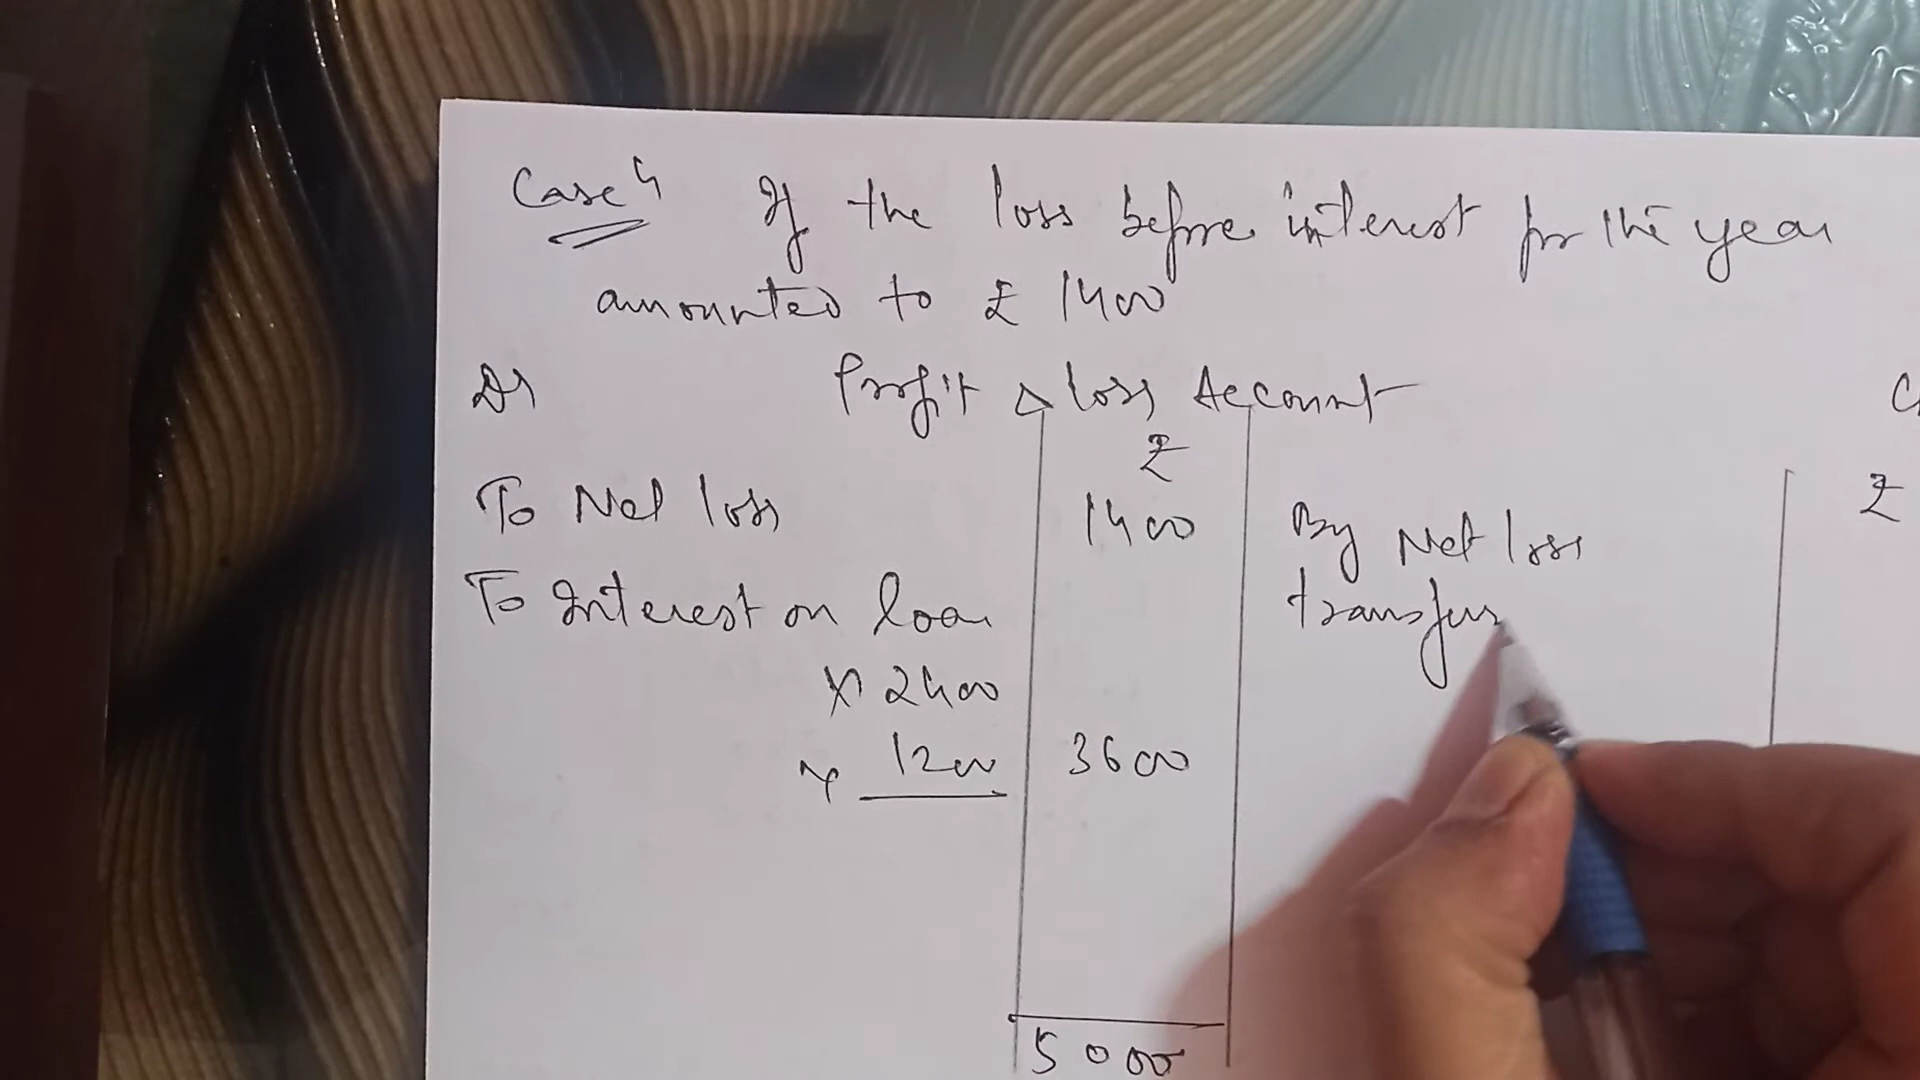 Case 4 If the loss before interest for the year
amounted to ₹ 1400
Dr Profit & loss Account
₹ ₹
To Net loss 1400 By Net loss
To Interest on loan transfer
X 2400
Y 1200 3600
5000